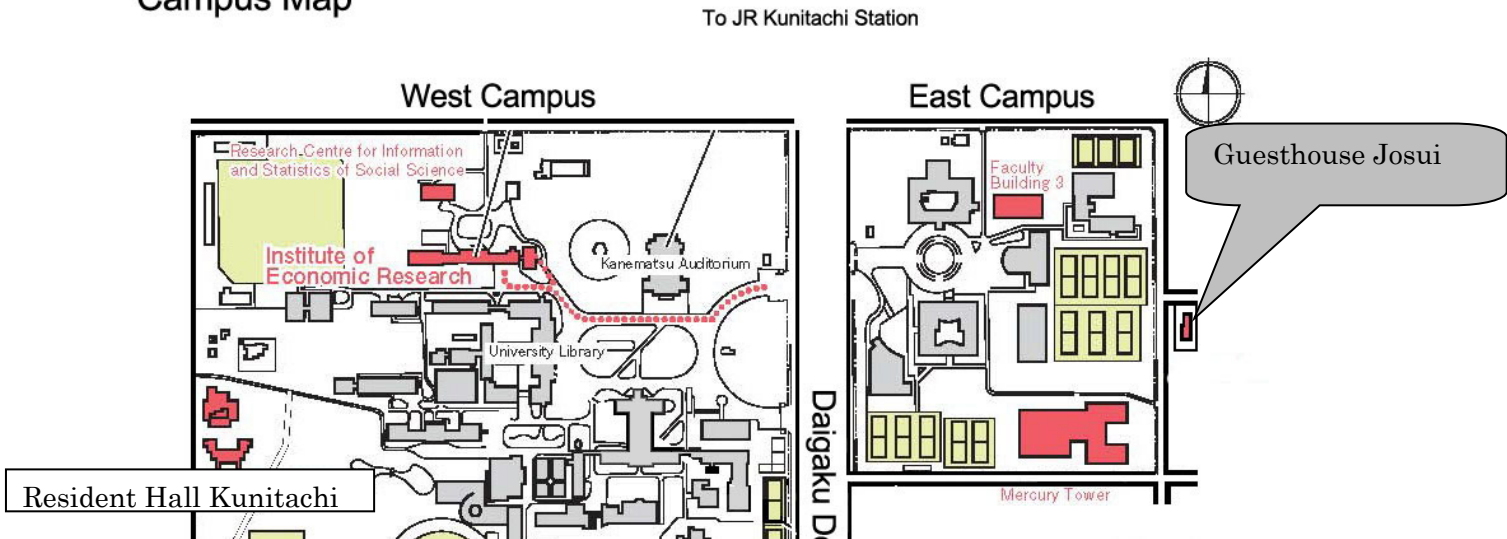 Campus Map
To JR Kunitachi Station
West Campus
East Campus
Research Centre for Information
and Statistics of Social Science
Faculty
Building 3
Guesthouse Josui
Institute of
Economic Research
Kanematsu Auditorium
University Library
Daigaku
Resident Hall Kunitachi
Mercury Tower